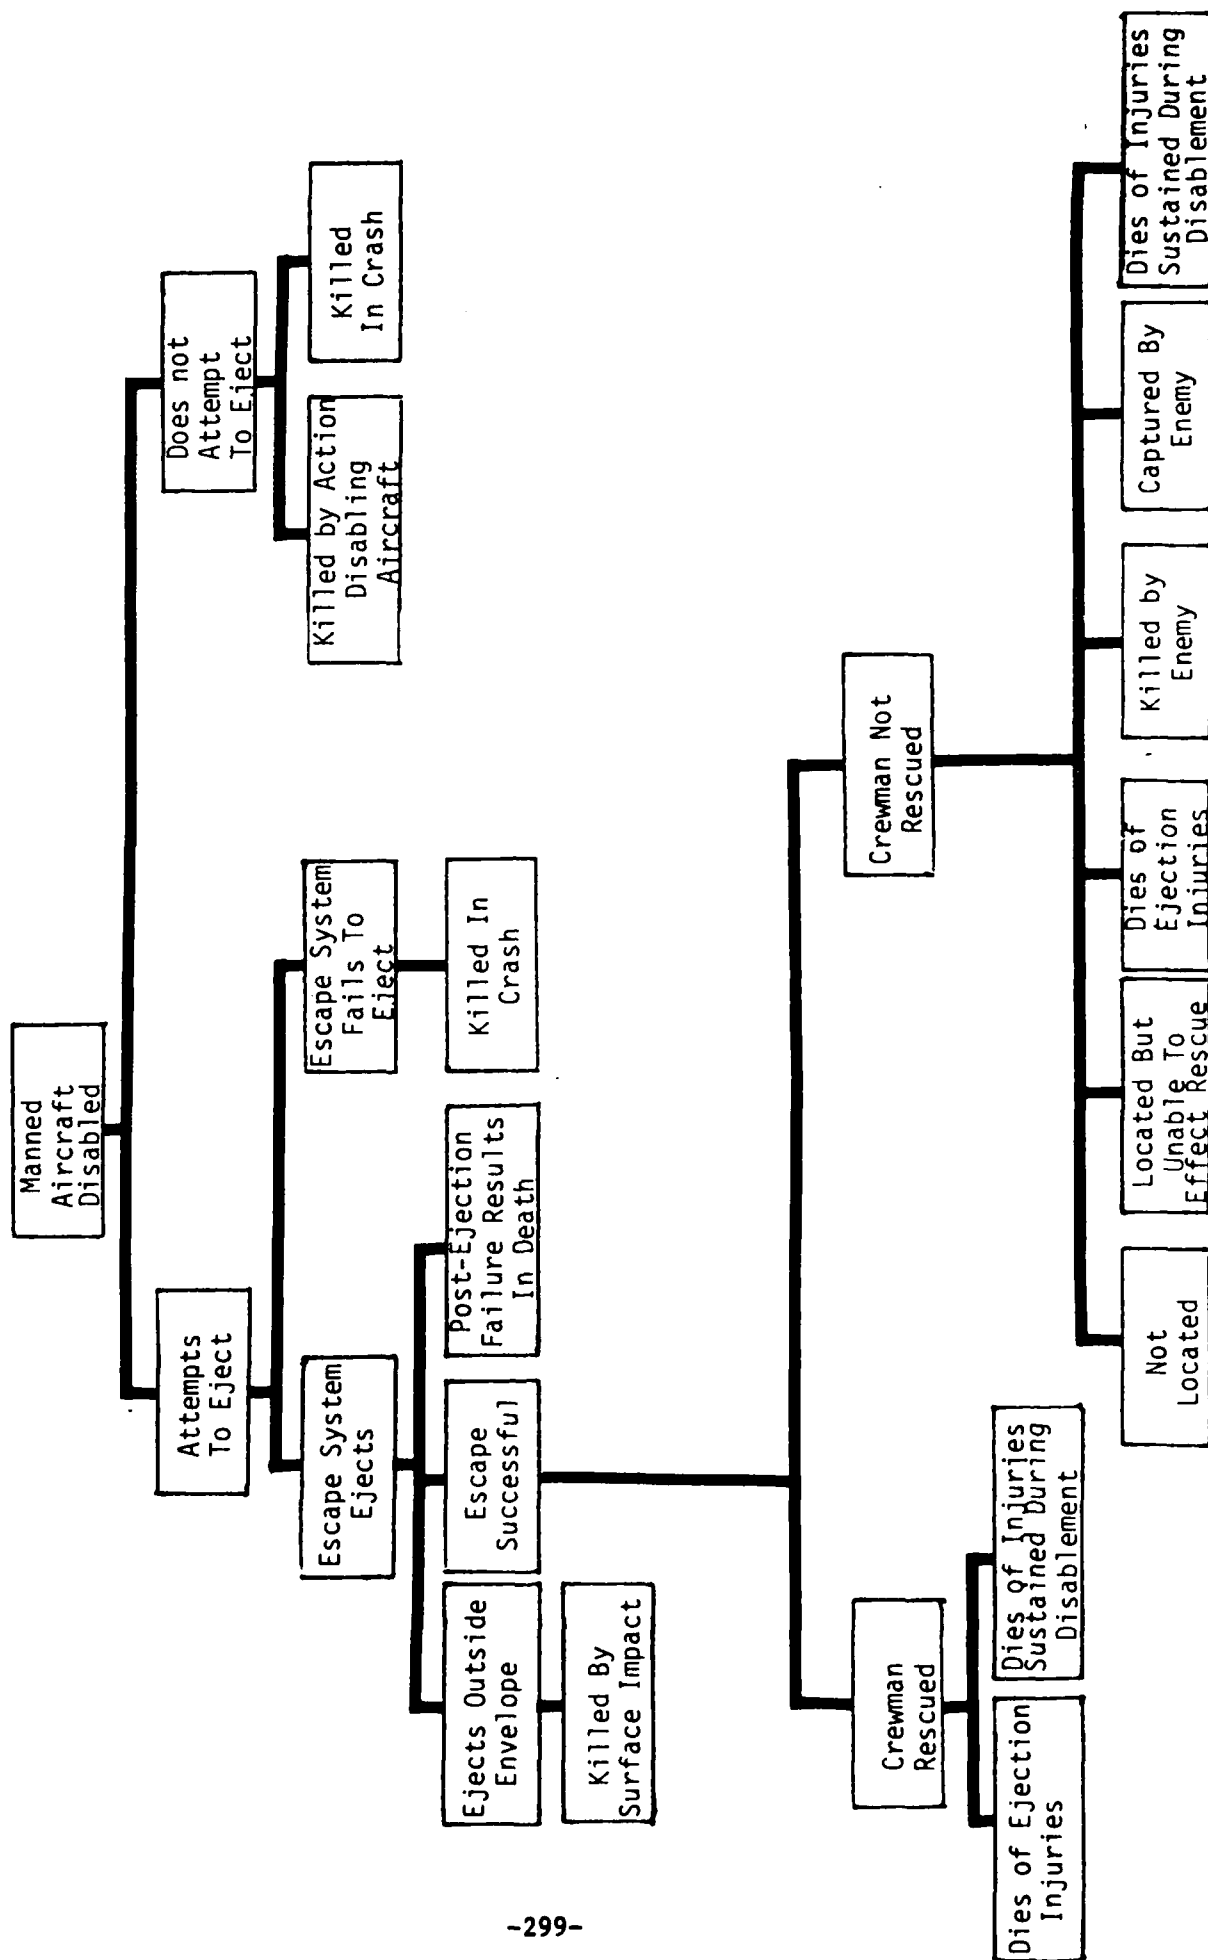 Manned
Aircraft
Disabled
Attempts
To Eject
Does not
Attempt
To Eject
Escape System
Ejects
Escape System
Fails To
Eject
Killed by Action
Disabling
Aircraft
Killed
In Crash
Ejects Outside
Envelope
Escape
Successful
Post-Ejection
Failure Results
In Death
Killed In
Crash
Killed By
Surface Impact
Crewman
Rescued
Crewman Not
Rescued
Dies of Ejection
Injuries
Dies of Injuries
Sustained During
Disablement
Not
Located
Located But
Unable To
Effect Rescue
Dies of
Ejection
Injuries
Killed by
Enemy
Captured By
Enemy
Dies of Injuries
Sustained During
Disablement
-299-